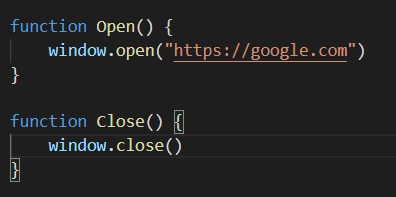 function Open() {
    window.open("https://google.com")
}
function Close() {
    window.close()
}